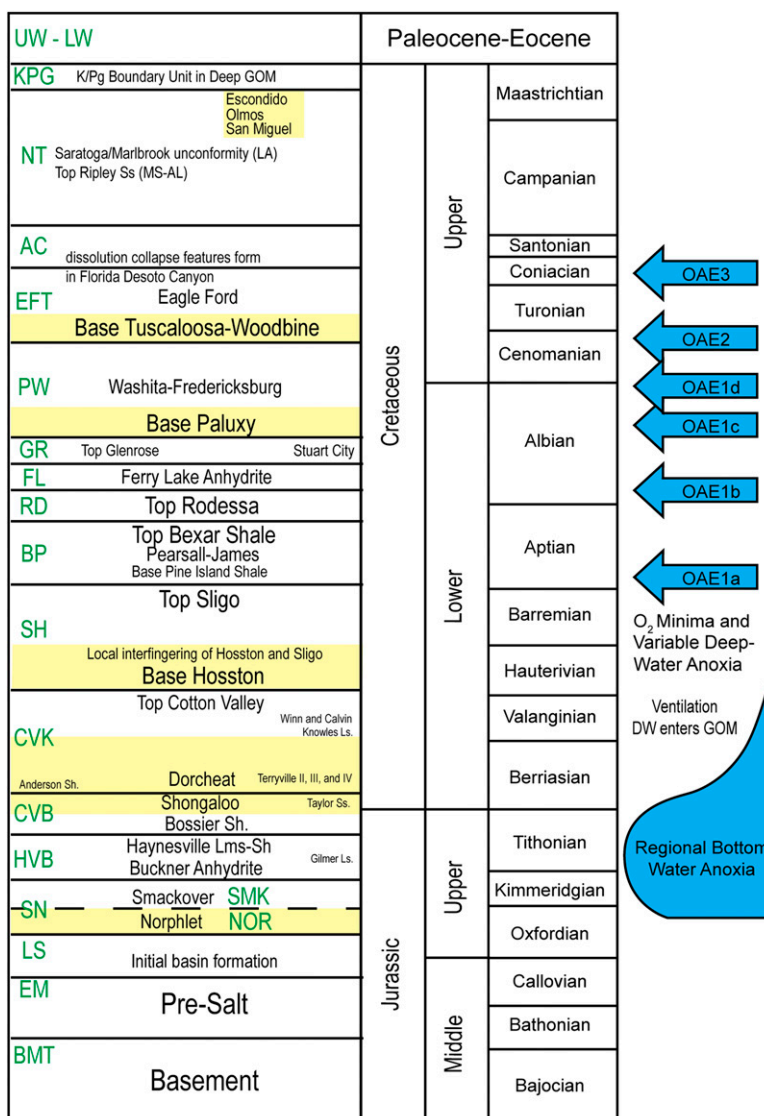 UW - LW
Paleocene-Eocene
KPG
K/Pg Boundary Unit in Deep GOM
Escondido
Olmos
San Miguel
NT
Saratoga/Marlbrook unconformity (LA)
Top Ripley Ss (MS-AL)
AC
dissolution collapse features form
in Florida Desoto Canyon
EFT
Eagle Ford
Base Tuscaloosa-Woodbine
PW
Washita-Fredericksburg
Base Paluxy
GR
Top Glenrose
Stuart City
FL
Ferry Lake Anhydrite
RD
Top Rodessa
BP
Top Bexar Shale
Pearsall-James
Base Pine Island Shale
Top Sligo
SH
Local interfingering of Hosston and Sligo
Base Hosston
Top Cotton Valley
Winn and Calvin
Knowles Ls.
CVK
Anderson Sh.
Dorcheat
Terryville II, III, and IV
CVB
Shongaloo
Taylor Ss.
Bossier Sh.
HVB
Haynesville Lms-Sh
Buckner Anhydrite
Gilmer Ls.
SN
Smackover
SMK
Norphlet
NOR
LS
Initial basin formation
EM
Pre-Salt
BMT
Basement
Cretaceous
Jurassic
Upper
Lower
Upper
Middle
Maastrichtian
Campanian
Santonian
Coniacian
Turonian
Cenomanian
Albian
Aptian
Barremian
Hauterivian
Valanginian
Berriasian
Tithonian
Kimmeridgian
Oxfordian
Callovian
Bathonian
Bajocian
OAE3
OAE2
OAE1d
OAE1c
OAE1b
OAE1a
O₂ Minima and
Variable Deep-
Water Anoxia
Ventilation
DW enters GOM
Regional Bottom
Water Anoxia